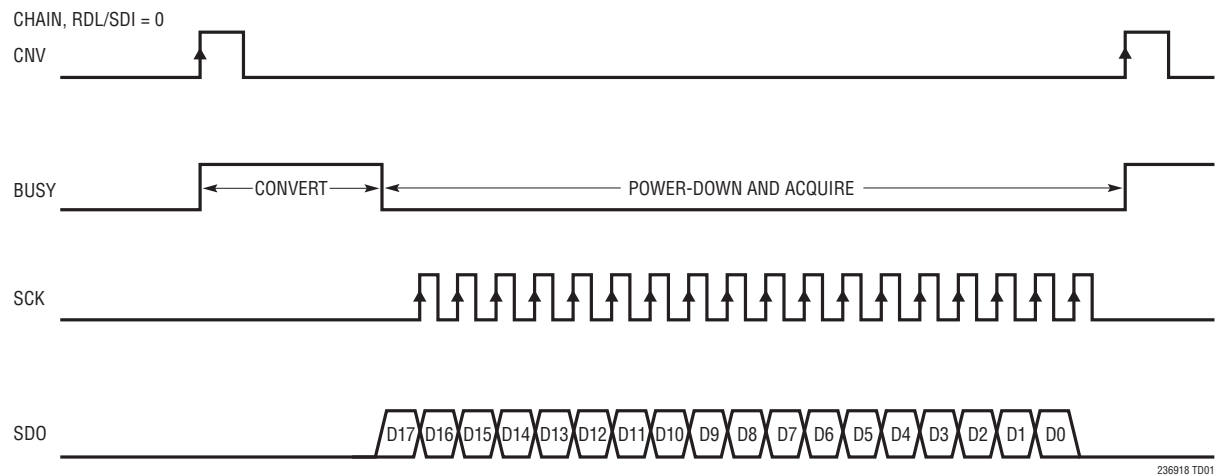 CHAIN, RDL/SDI = 0
CNV
BUSY
CONVERT
POWER-DOWN AND ACQUIRE
SCK
SDO
D17 D16 D15 D14 D13 D12 D11 D10 D9 D8 D7 D6 D5 D4 D3 D2 D1 D0
236918 TD01